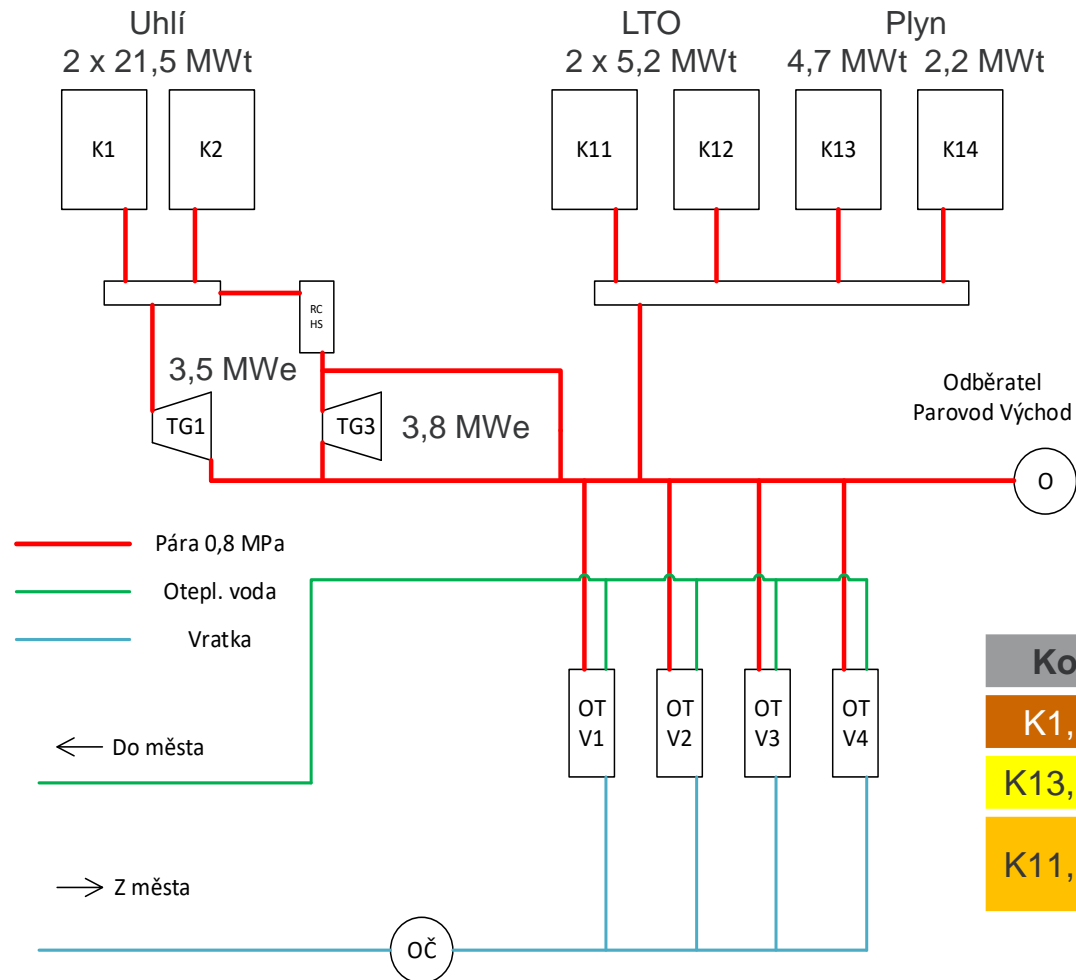 Uhlí
2 x 21,5 MWt
LTO
2 x 5,2 MWt
Plyn
4,7 MWt 2,2 MWt
K1
K2
K11
K12
K13
K14
RC
HS
3,5 MWe
TG1
TG3
3,8 MWe
Odběratel
Parovod Východ
O
Pára 0,8 MPa
Otepl. voda
Vratka
OT
V1
OT
V2
OT
V3
OT
V4
Do města
Z města
OČ
Ko
K1,
K13,
K11,